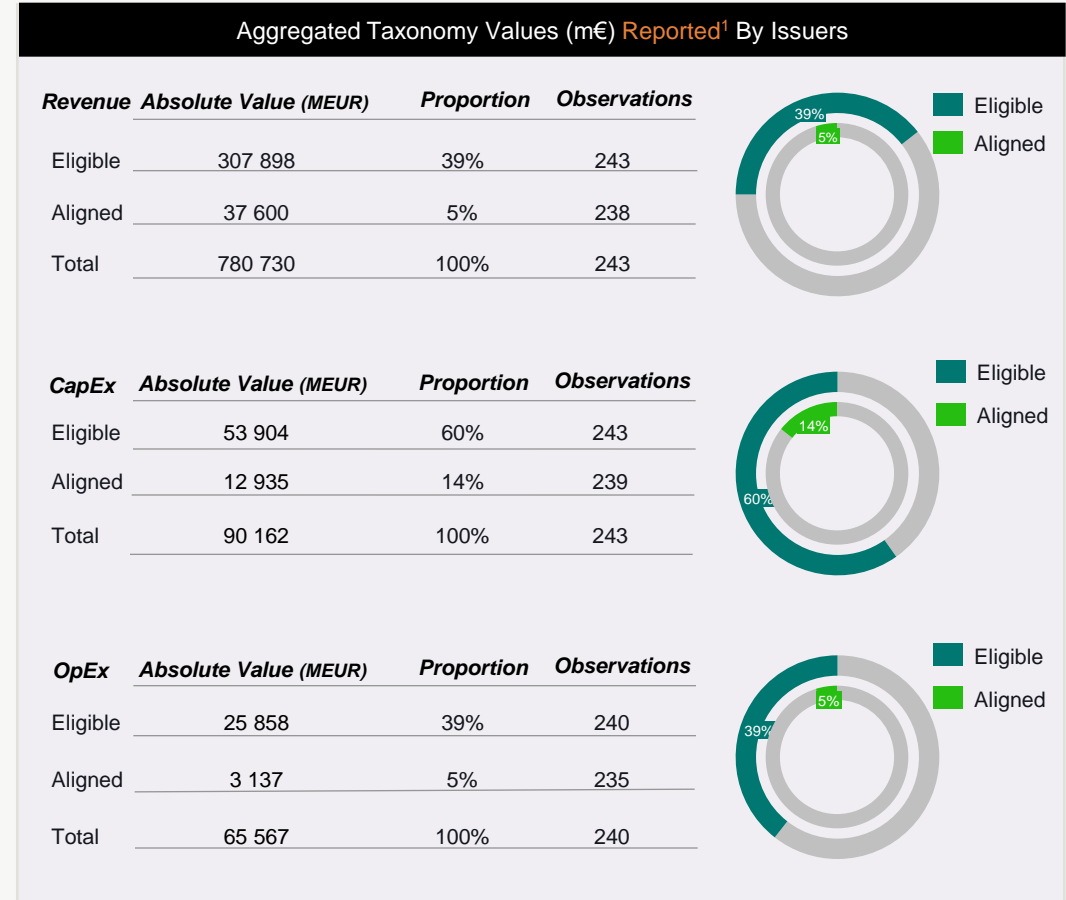 Aggregated Taxonomy Values (m€) Reported¹ By Issuers
Revenue Absolute Value (MEUR) Proportion Observations
Eligible 307 898 39% 243
Aligned 37 600 5% 238
Total 780 730 100% 243
39%
5%
Eligible
Aligned
CapEx Absolute Value (MEUR) Proportion Observations
Eligible 53 904 60% 243
Aligned 12 935 14% 239
Total 90 162 100% 243
14%
60%
Eligible
Aligned
OpEx Absolute Value (MEUR) Proportion Observations
Eligible 25 858 39% 240
Aligned 3 137 5% 235
Total 65 567 100% 240
5%
39%
Eligible
Aligned